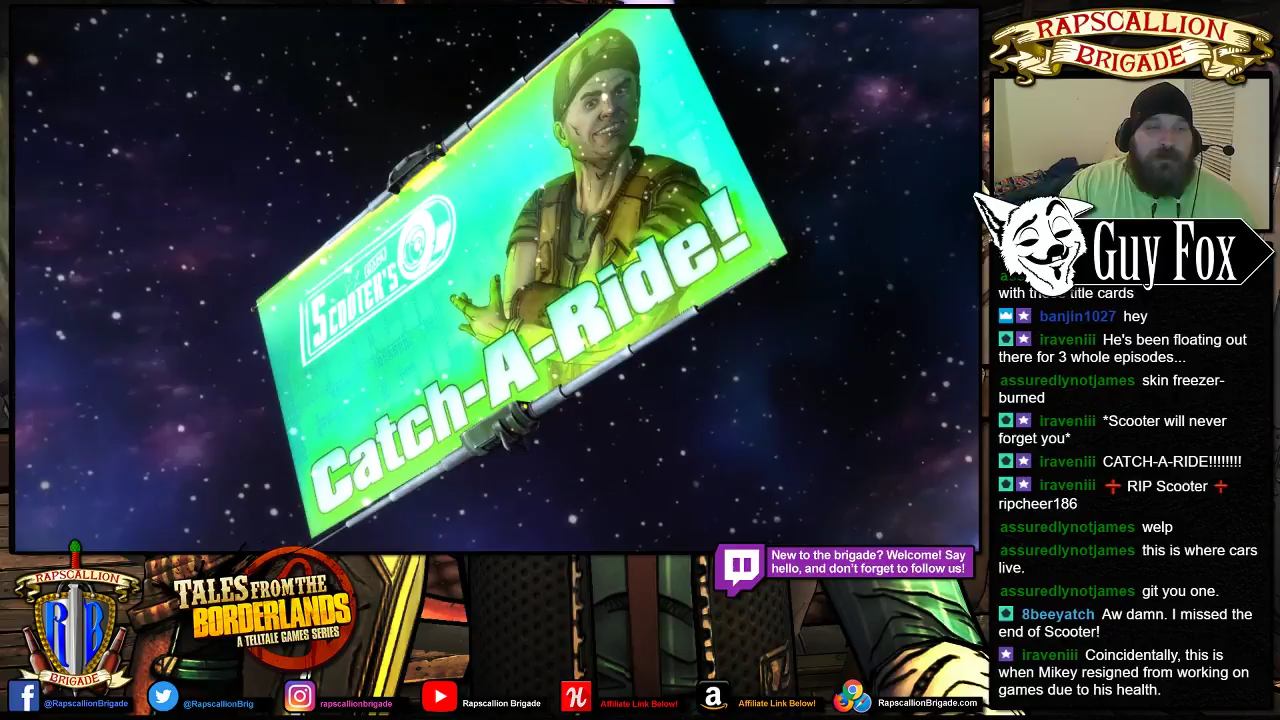 SCOOTER'S
Catch-A-Ride!
RAPSCALLION
BRIGADE
Guy Fox
with these title cards
banjin1027 hey
iraveniii He's been floating out
there for 3 whole episodes...
assuredlynotjames skin freezer-
burned
iraveniii *Scooter will never
forget you*
iraveniii CATCH-A-RIDE!!!!!!!!
iraveniii RIP Scooter
ripcheer186
assuredlynotjames welp
assuredlynotjames this is where cars
live.
assuredlynotjames git you one.
8beeyatch Aw damn. I missed the
end of Scooter!
iraveniii Coincidentally, this is
when Mikey resigned from working on
games due to his health.
New to the brigade? Welcome! Say
hello, and don't forget to follow us!
RAPSCALLION
RB
BRIGADE
TALES FROM THE
BORDERLANDS
A TELLTALE GAMES SERIES
@RapscallionBrigade
@RapscallionBrig
rapscallionbrigade
Rapscallion Brigade
Affiliate Link Below!
Affiliate Link Below!
RapscallionBrigade.com